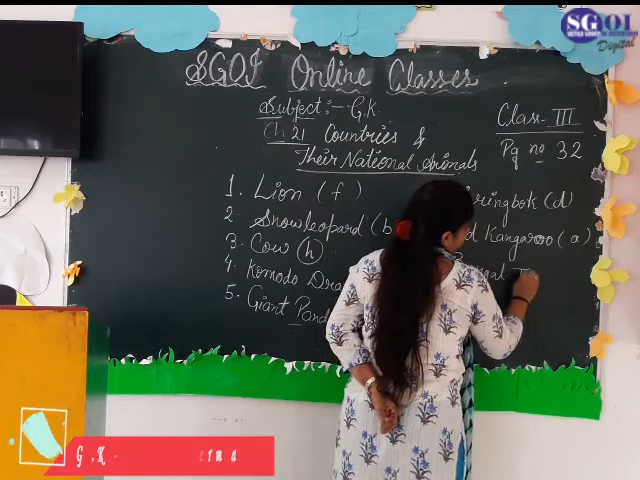 SGOI
Digital
SGOI Online Classes
Subject:- G.K.
Class- III
Ch 21 Countries &
Pg no 32
Their National Animals
1. Lion (f)
2. Snowleopard (b
3. Cow (h)
4. Komodo
5. Giant
ringbok (d)
Kangaroo (a)
G.K-